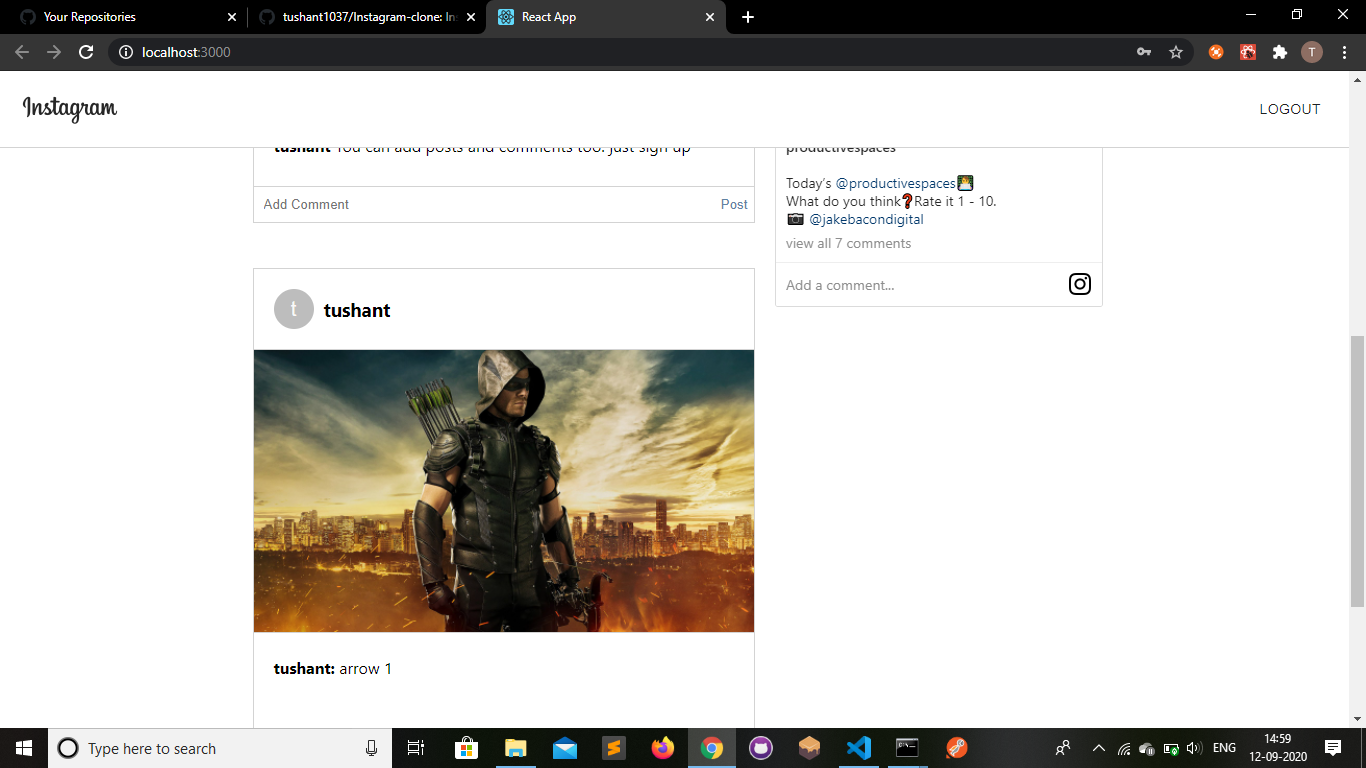 Your Repositories
tushant1037/Instagram-clone: Ins
React App
localhost:3000
T
Instagram
LOGOUT
tushant You can add posts and comments too. Just sign up
Add Comment
Post
productivespaces
Today's @productivespaces
What do you think❓Rate it 1 - 10.
📷 @jakebacondigital
view all 7 comments
Add a comment...
t
tushant
tushant: arrow 1
Type here to search
ENG
14:59
12-09-2020